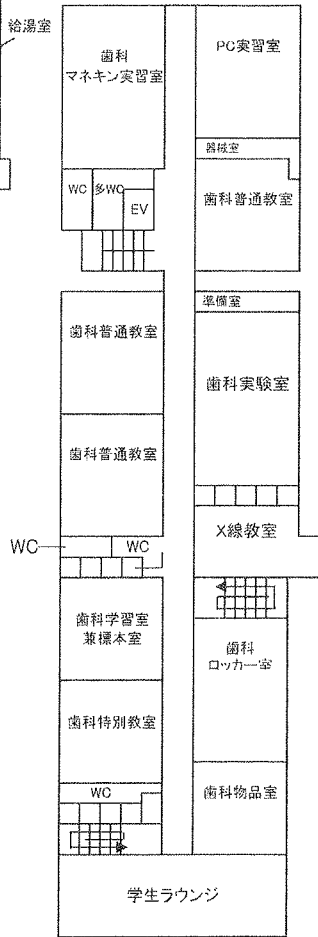 給湯室
歯科
マネキン実習室
PC実習室
器械室
WC
多WC
EV
歯科普通教室
準備室
歯科普通教室
歯科実験室
歯科普通教室
X線教室
WC
WC
歯科学習室
兼標本室
歯科
ロッカー室
歯科特別教室
歯科物品室
WC
学生ラウンジ